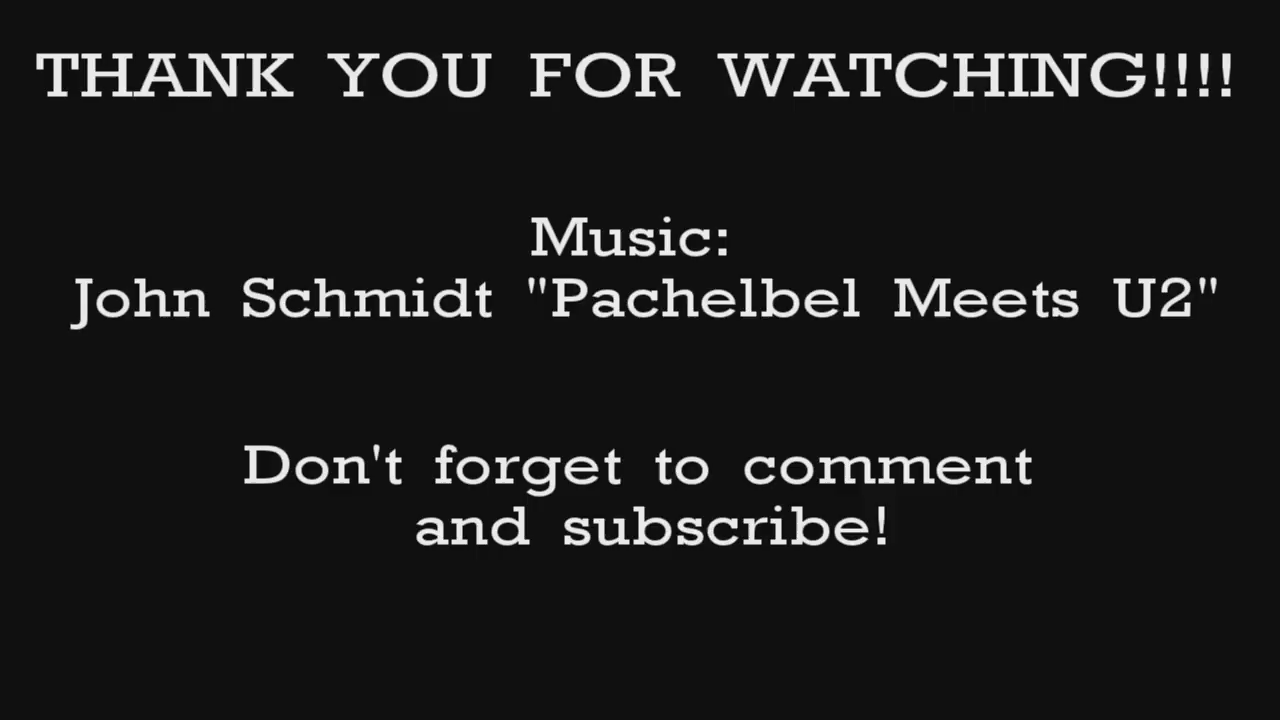 THANK YOU FOR WATCHING!!!!
Music:
John Schmidt "Pachelbel Meets U2"
Don't forget to comment
and subscribe!